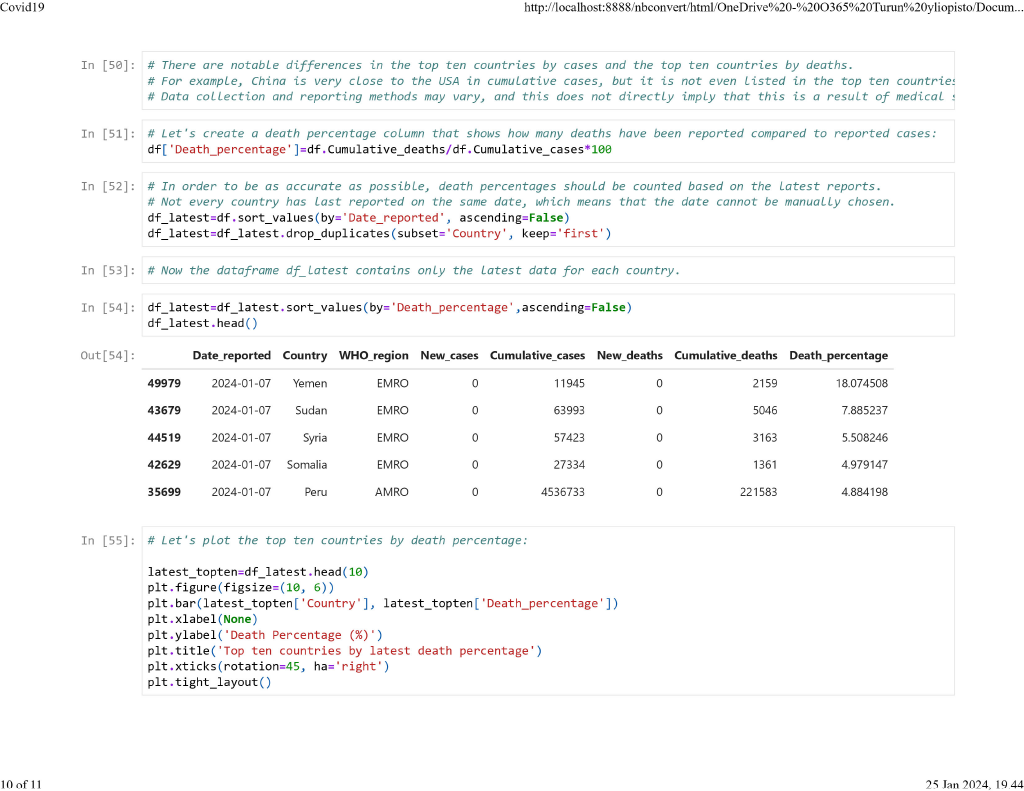 Covid19 http://localhost:8888/nbconvert/html/OneDrive%20-%20O365%20Turun%20yliopisto/Docum...
In [50]: # There are notable differences in the top ten countries by cases and the top ten countries by deaths.
# For example, China is very close to the USA in cumulative cases, but it is not even listed in the top ten countries
# Data collection and reporting methods may vary, and this does not directly imply that this is a result of medical
In [51]: # Let's create a death percentage column that shows how many deaths have been reported compared to reported cases:
df['Death_percentage']=df.Cumulative_deaths/df.Cumulative_cases*100
In [52]: # In order to be as accurate as possible, death percentages should be counted based on the latest reports.
# Not every country has last reported on the same date, which means that the date cannot be manually chosen.
df_latest=df.sort_values(by='Date_reported', ascending=False)
df_latest=df_latest.drop_duplicates(subset='Country', keep='first')
In [53]: # Now the dataframe df_latest contains only the latest data for each country.
In [54]: df_latest=df_latest.sort_values(by='Death_percentage',ascending=False)
df_latest.head()
Out[54]: Date_reported Country WHO_region New_cases Cumulative_cases New_deaths Cumulative_deaths Death_percentage
49979 2024-01-07 Yemen EMRO 0 11945 0 2159 18.074508
43679 2024-01-07 Sudan EMRO 0 63993 0 5046 7.885237
44519 2024-01-07 Syria EMRO 0 57423 0 3163 5.508246
42629 2024-01-07 Somalia EMRO 0 27334 0 1361 4.979147
35699 2024-01-07 Peru AMRO 0 4536733 0 221583 4.884198
In [55]: # Let's plot the top ten countries by death percentage:
latest_topten=df_latest.head(10)
plt.figure(figsize=(10, 6))
plt.bar(latest_topten['Country'], latest_topten['Death_percentage'])
plt.xlabel(None)
plt.ylabel('Death Percentage (%)')
plt.title('Top ten countries by latest death percentage')
plt.xticks(rotation=45, ha='right')
plt.tight_layout()
10 of 11 25 Jan 2024, 19.44